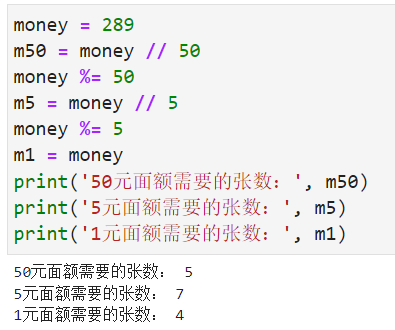 money = 289
m50 = money // 50
money %= 50
m5 = money // 5
money %= 5
m1 = money
print('50元面额需要的张数：', m50)
print('5元面额需要的张数：', m5)
print('1元面额需要的张数：', m1)
50元面额需要的张数： 5
5元面额需要的张数： 7
1元面额需要的张数： 4